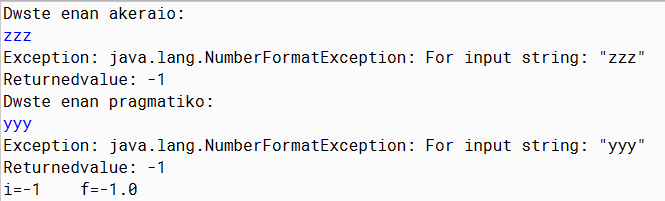 Dwste enan akeraio:
zzz
Exception: java.lang.NumberFormatException: For input string: "zzz"
Returnedvalue: -1
Dwste enan pragmatiko:
yyy
Exception: java.lang.NumberFormatException: For input string: "yyy"
Returnedvalue: -1
i=-1    f=-1.0